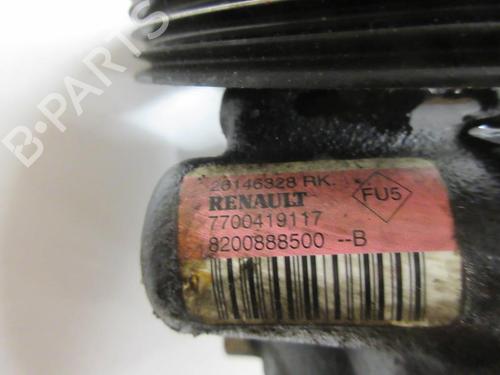 B-PARTS
26146328 RK.
RENAULT
FU5
7700419117
8200888500 --B